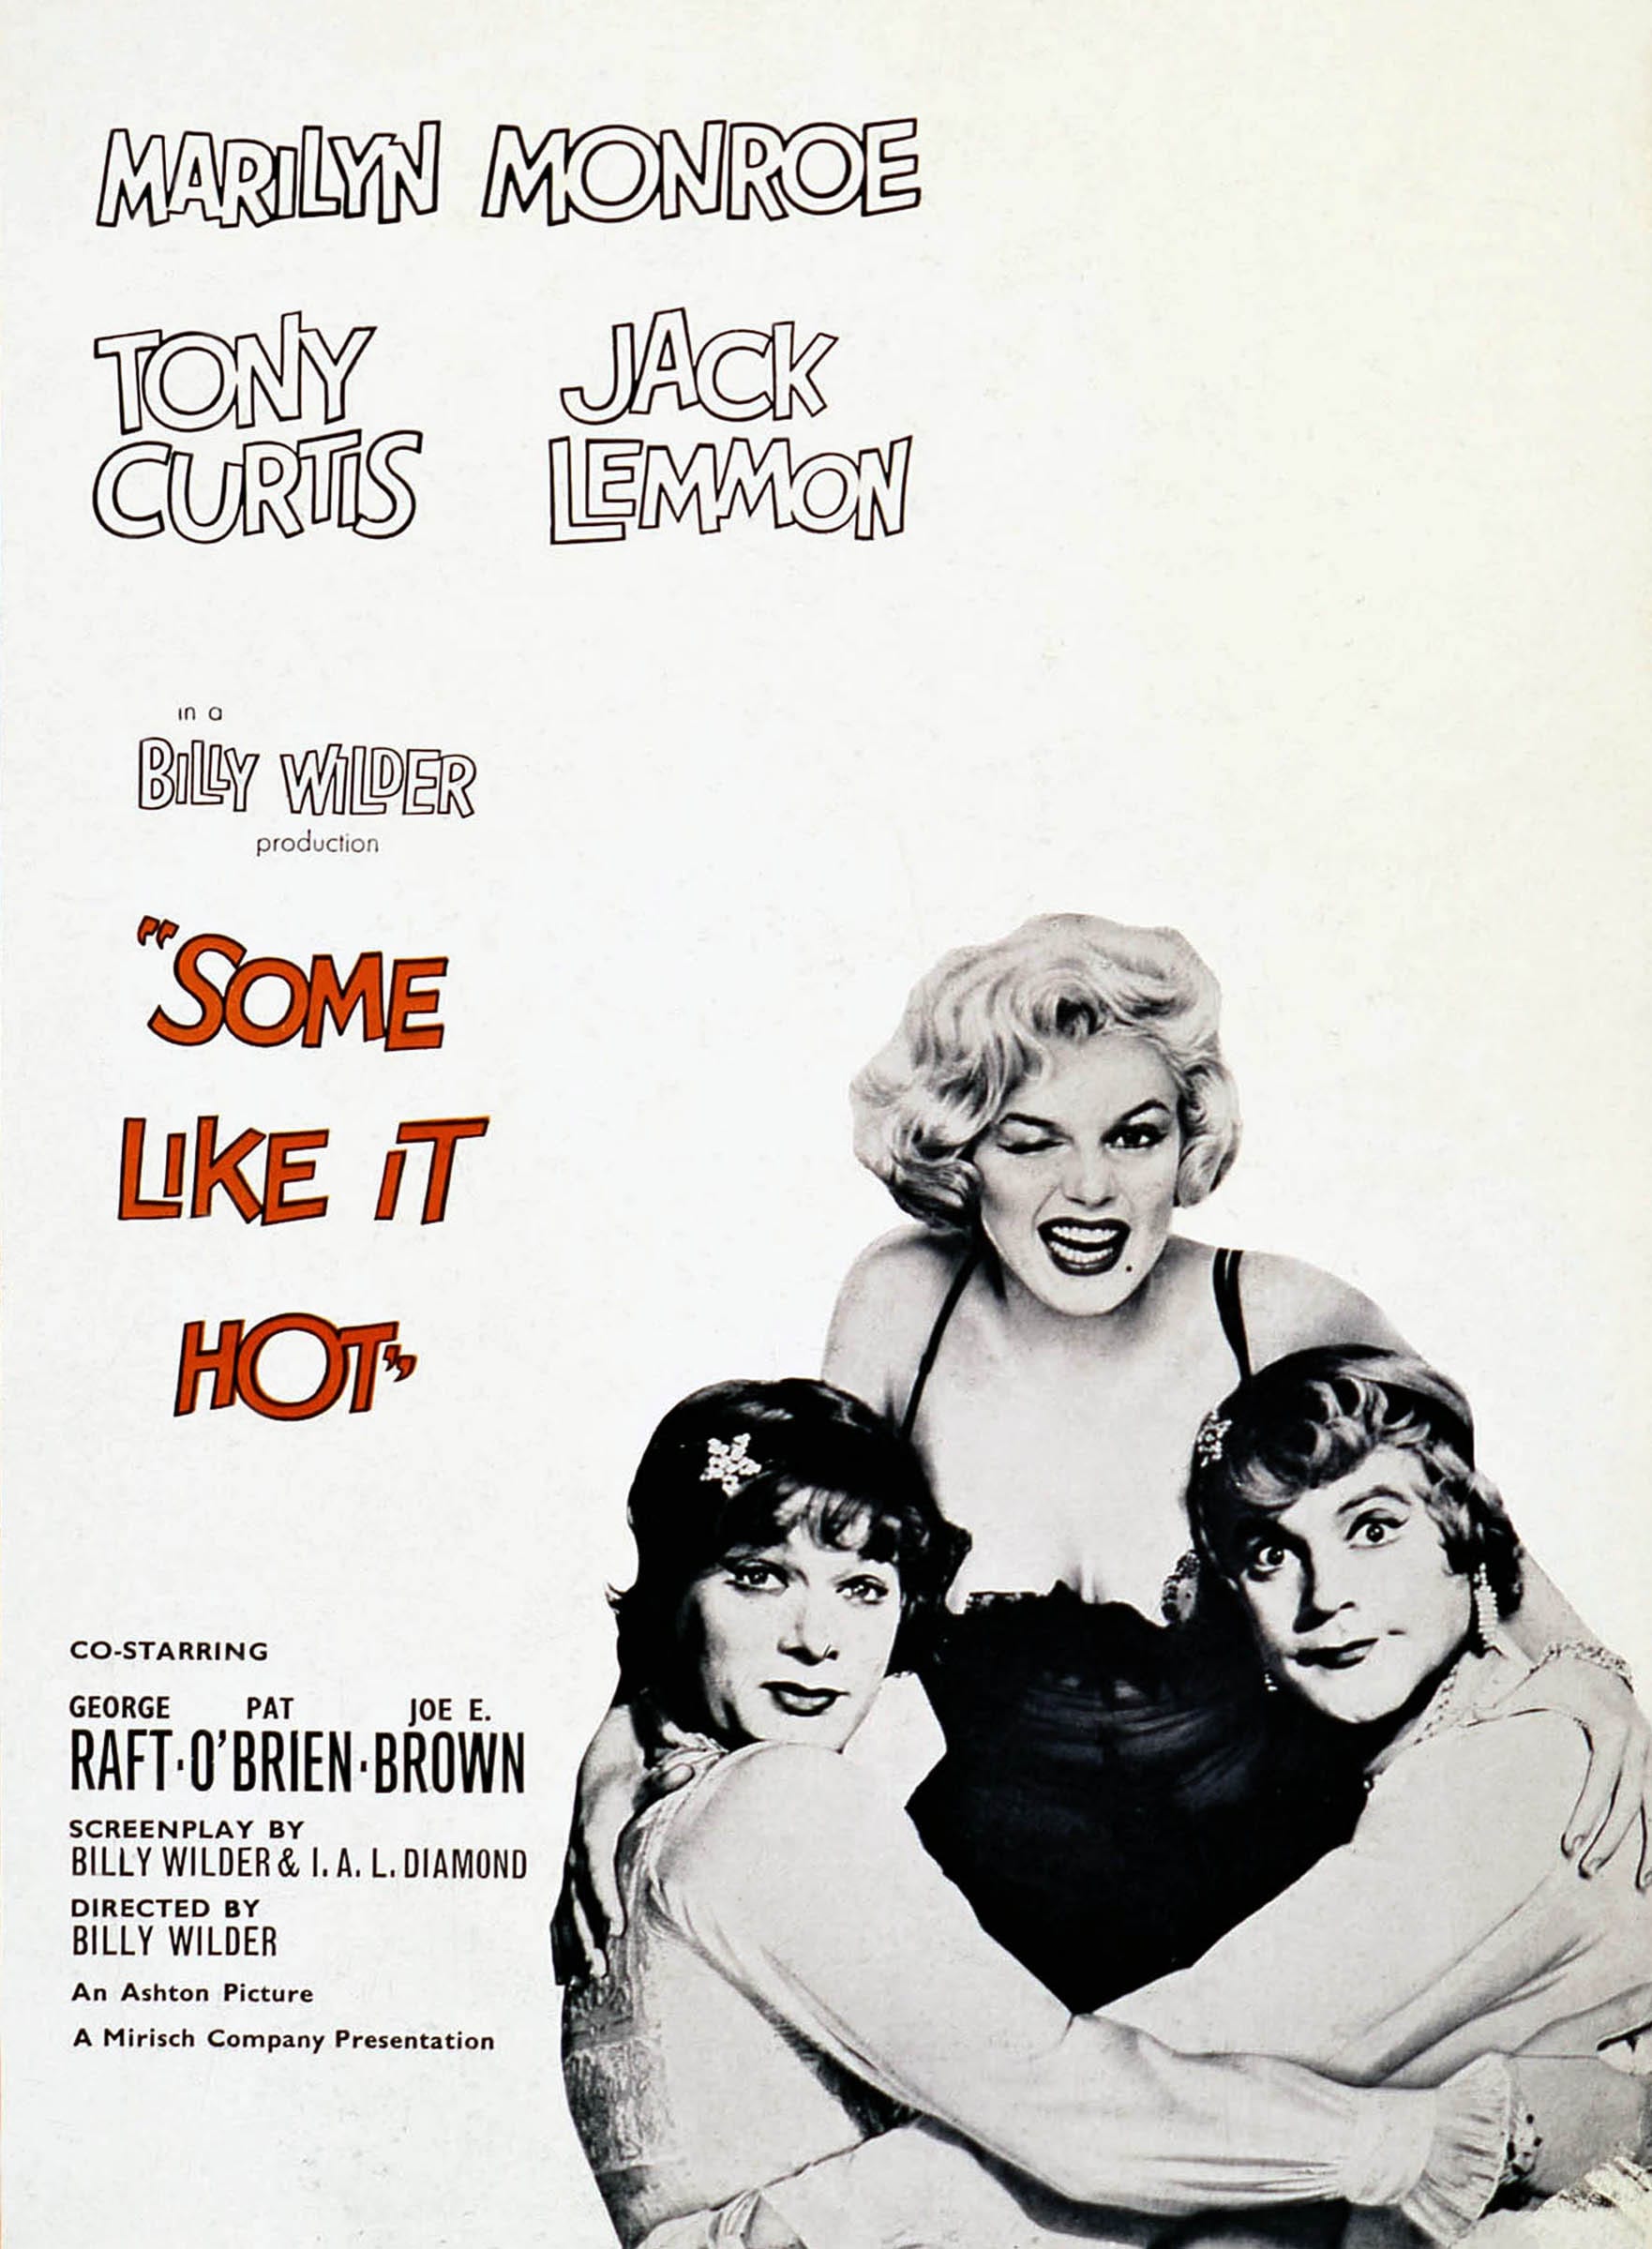 MARiLYN MONROE
TONY JACK
CURTiS LEMMON
in a
BiLLY WiLDER
production
“SOME
LiKE iT
HOT”
CO-STARRING
GEORGE PAT JOE E.
RAFT·O’BRIEN·BROWN
SCREENPLAY BY
BILLY WILDER & I. A. L. DIAMOND
DIRECTED BY
BILLY WILDER
An Ashton Picture
A Mirisch Company Presentation